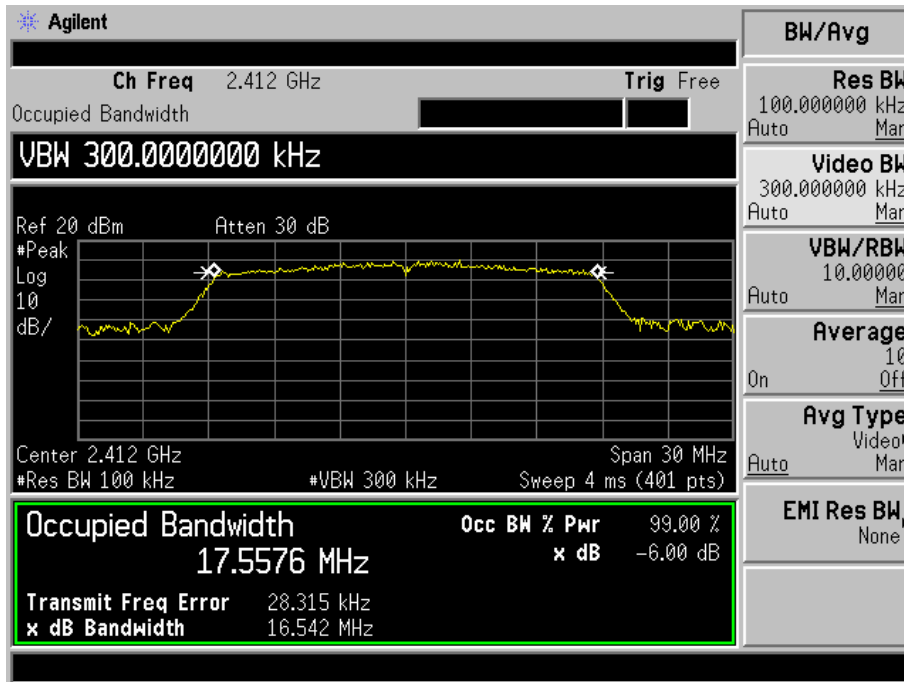 Agilent
Ch Freq 2.412 GHz Trig Free
Occupied Bandwidth
VBW 300.0000000 kHz
Ref 20 dBm Atten 30 dB
#Peak
Log
10
dB/
Center 2.412 GHz Span 30 MHz
#Res BW 100 kHz #VBW 300 kHz Sweep 4 ms (401 pts)
Occupied Bandwidth Occ BW % Pwr 99.00 %
17.5576 MHz x dB -6.00 dB
Transmit Freq Error 28.315 kHz
x dB Bandwidth 16.542 MHz
BW/Avg
Res BW
100.000000 kHz
Auto Man
Video BW
300.000000 kHz
Auto Man
VBW/RBW
10.00000
Auto Man
Average
10
On Off
Avg Type
Video
Auto Man
EMI Res BW
None